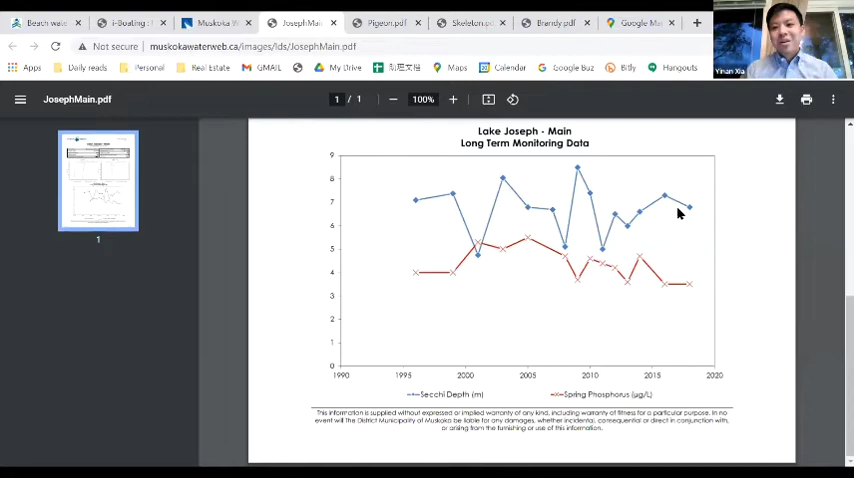 Beach water
i-Boating : F
Muskoka W
JosephMain
Pigeon.pdf
Skeleton.pd
Brandy.pdf
Google Ma
Not secure | muskokawaterweb.ca/images/lds/JosephMain.pdf
Apps Daily reads Personal Real Estate GMAIL My Drive 助理文档 Maps Calendar Google Buz Bitly Hangouts
Yinan Xia
JosephMain.pdf 1 / 1 100%
1
Lake Joseph - Main
Long Term Monitoring Data
9
8
7
6
5
4
3
2
1
0
1990 1995 2000 2005 2010 2015 2020
Secchi Depth (m) Spring Phosphorus (µg/L)
This information is supplied without expressed or implied warranty of any kind, including warranty of fitness for a particular purpose. In no
event will The District Municipality of Muskoka be liable for any damages, whether incidental, consequential or direct in conjunction with,
or arising from the furnishing or use of this information.